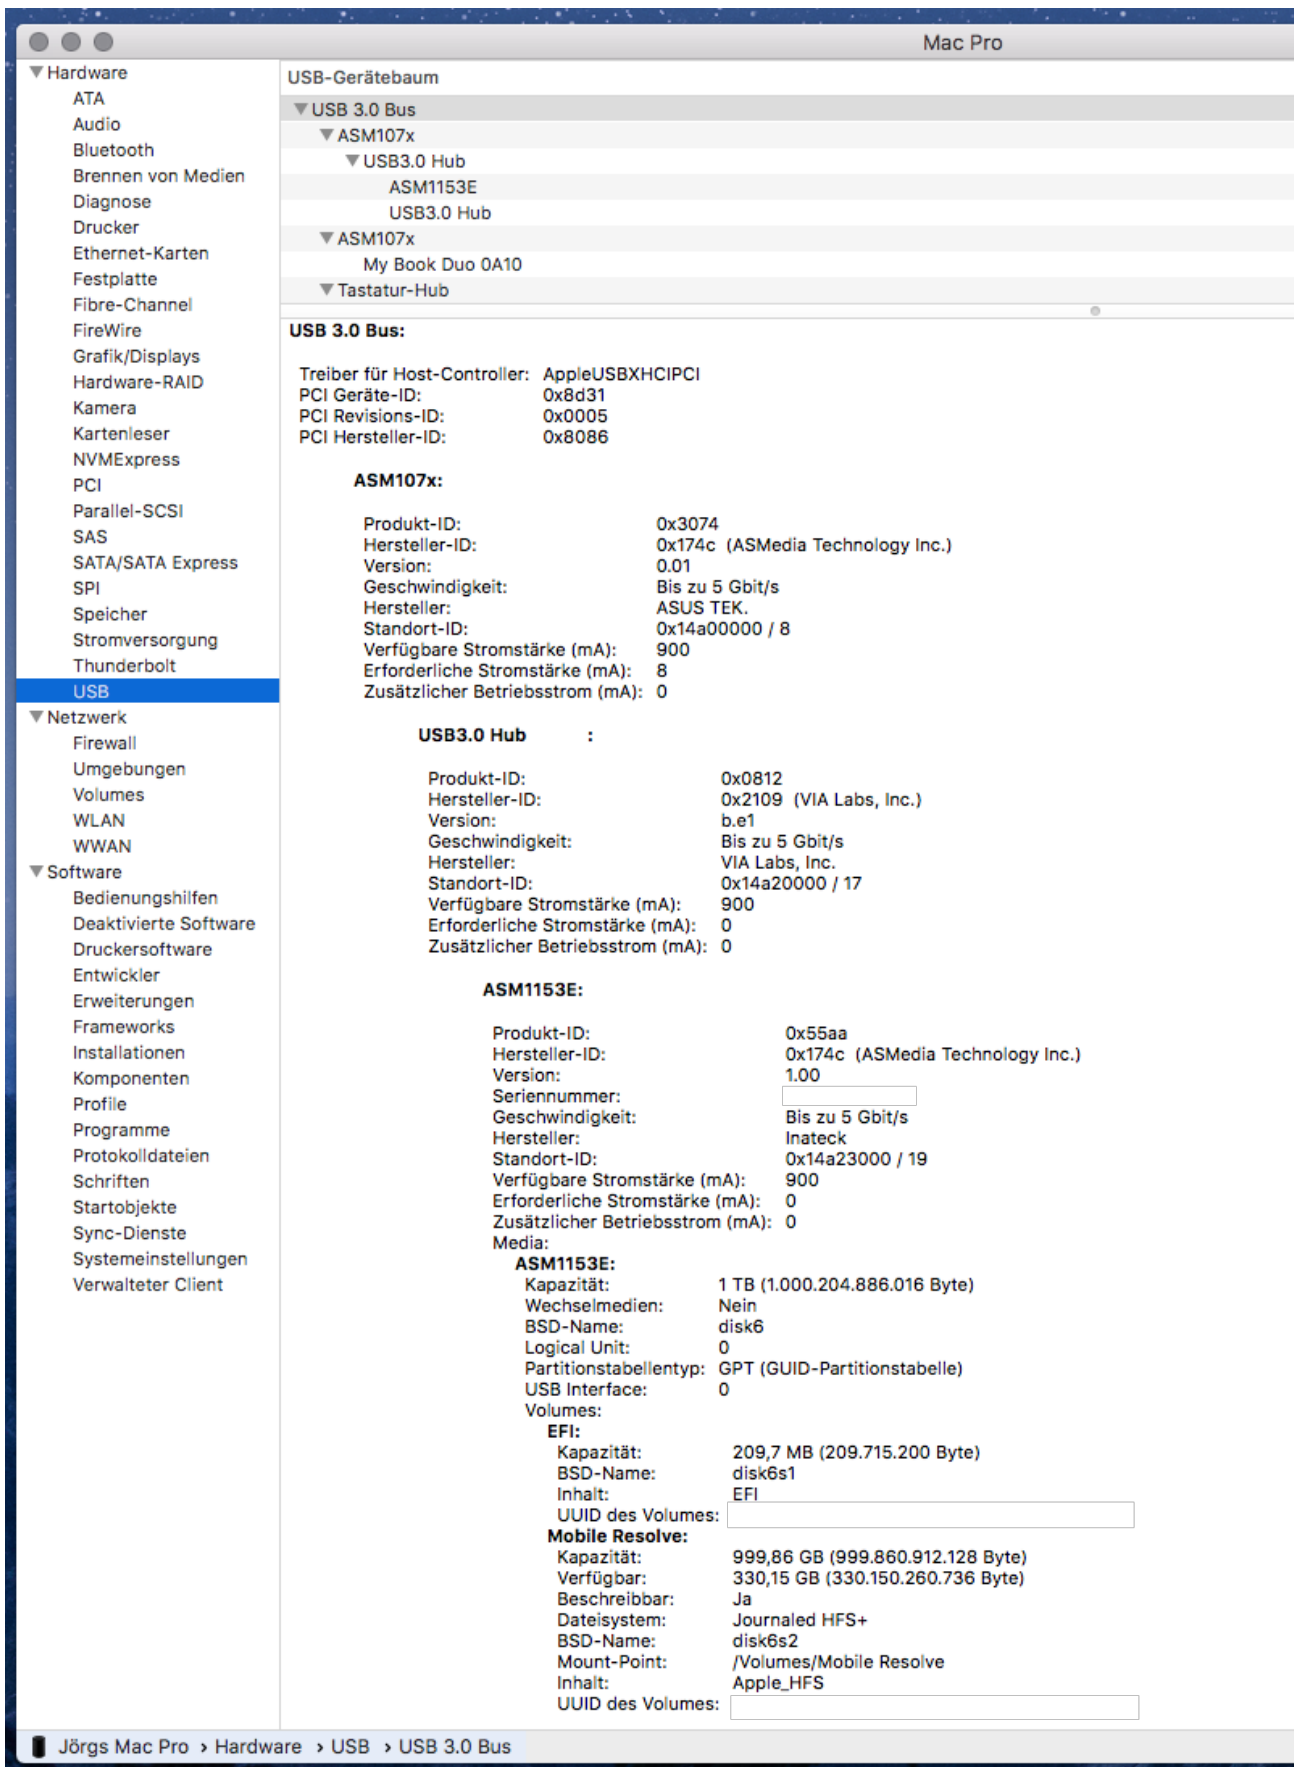 Mac Pro
Hardware
ATA
Audio
Bluetooth
Brennen von Medien
Diagnose
Drucker
Ethernet-Karten
Festplatte
Fibre-Channel
FireWire
Grafik/Displays
Hardware-RAID
Kamera
Kartenleser
NVMExpress
PCI
Parallel-SCSI
SAS
SATA/SATA Express
SPI
Speicher
Stromversorgung
Thunderbolt
USB
Netzwerk
Firewall
Umgebungen
Volumes
WLAN
WWAN
Software
Bedienungshilfen
Deaktivierte Software
Druckersoftware
Entwickler
Erweiterungen
Frameworks
Installationen
Komponenten
Profile
Programme
Protokolldateien
Schriften
Startobjekte
Sync-Dienste
Systemeinstellungen
Verwalteter Client
USB-Gerätebaum
USB 3.0 Bus
ASM107x
USB3.0 Hub
ASM1153E
USB3.0 Hub
ASM107x
My Book Duo 0A10
Tastatur-Hub
USB 3.0 Bus:
Treiber für Host-Controller: AppleUSBXHCIPCI
PCI Geräte-ID: 0x8d31
PCI Revisions-ID: 0x0005
PCI Hersteller-ID: 0x8086
ASM107x:
Produkt-ID: 0x3074
Hersteller-ID: 0x174c (ASMedia Technology Inc.)
Version: 0.01
Geschwindigkeit: Bis zu 5 Gbit/s
Hersteller: ASUS TEK.
Standort-ID: 0x14a00000 / 8
Verfügbare Stromstärke (mA): 900
Erforderliche Stromstärke (mA): 8
Zusätzlicher Betriebsstrom (mA): 0
USB3.0 Hub :
Produkt-ID: 0x0812
Hersteller-ID: 0x2109 (VIA Labs, Inc.)
Version: b.e1
Geschwindigkeit: Bis zu 5 Gbit/s
Hersteller: VIA Labs, Inc.
Standort-ID: 0x14a20000 / 17
Verfügbare Stromstärke (mA): 900
Erforderliche Stromstärke (mA): 0
Zusätzlicher Betriebsstrom (mA): 0
ASM1153E:
Produkt-ID: 0x55aa
Hersteller-ID: 0x174c (ASMedia Technology Inc.)
Version: 1.00
Seriennummer:
Geschwindigkeit: Bis zu 5 Gbit/s
Hersteller: Inateck
Standort-ID: 0x14a23000 / 19
Verfügbare Stromstärke (mA): 900
Erforderliche Stromstärke (mA): 0
Zusätzlicher Betriebsstrom (mA): 0
Media:
ASM1153E:
Kapazität: 1 TB (1.000.204.886.016 Byte)
Wechselmedien: Nein
BSD-Name: disk6
Logical Unit: 0
Partitionstabellentyp: GPT (GUID-Partitionstabelle)
USB Interface: 0
Volumes:
EFI:
Kapazität: 209,7 MB (209.715.200 Byte)
BSD-Name: disk6s1
Inhalt: EFI
UUID des Volumes:
Mobile Resolve:
Kapazität: 999,86 GB (999.860.912.128 Byte)
Verfügbar: 330,15 GB (330.150.260.736 Byte)
Beschreibbar: Ja
Dateisystem: Journaled HFS+
BSD-Name: disk6s2
Mount-Point: /Volumes/Mobile Resolve
Inhalt: Apple_HFS
UUID des Volumes:
Jörgs Mac Pro › Hardware › USB › USB 3.0 Bus